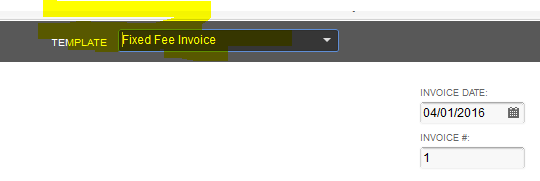 TEMPLATE Fixed Fee Invoice
INVOICE DATE:
04/01/2016
INVOICE #:
1